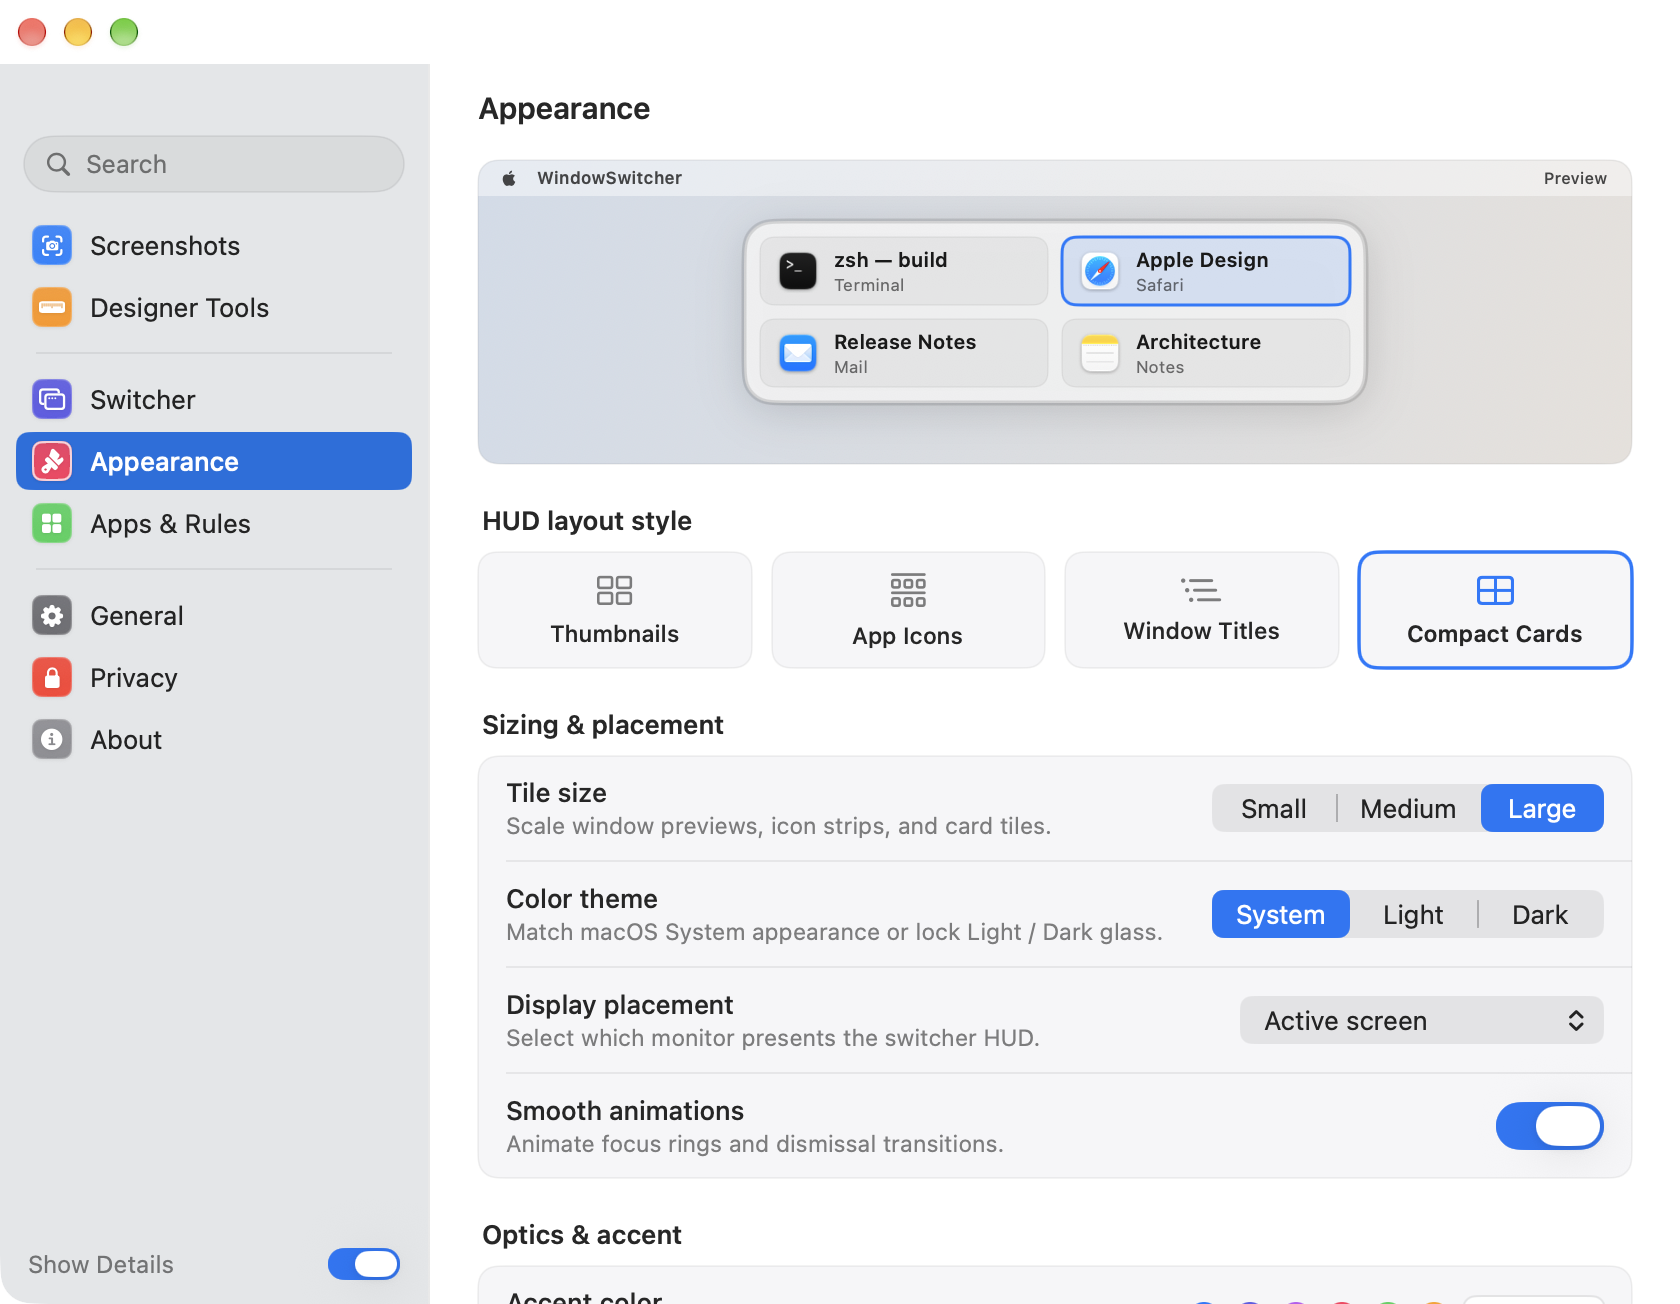 Search
Screenshots
Designer Tools
Switcher
Appearance
Apps & Rules
General
Privacy
About
Show Details
Appearance
WindowSwitcher
Preview
>_
zsh — build
Terminal
Apple Design
Safari
Release Notes
Mail
Architecture
Notes
HUD layout style
Thumbnails
App Icons
Window Titles
Compact Cards
Sizing & placement
Tile size
Scale window previews, icon strips, and card tiles.
Small
Medium
Large
Color theme
Match macOS System appearance or lock Light / Dark glass.
System
Light
Dark
Display placement
Select which monitor presents the switcher HUD.
Active screen
Smooth animations
Animate focus rings and dismissal transitions.
Optics & accent
Accent color